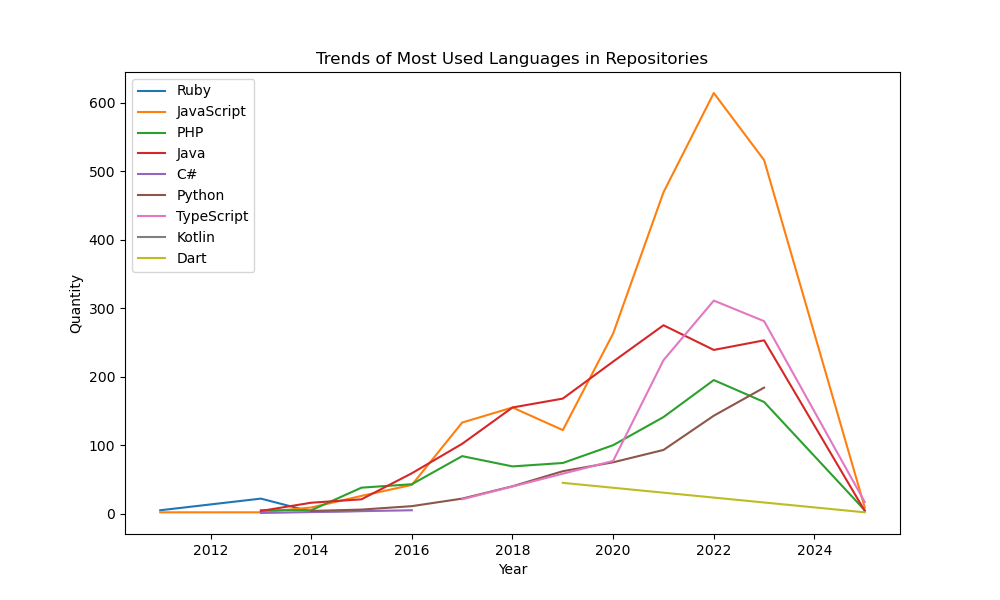 Trends of Most Used Languages in Repositories
Ruby
JavaScript
PHP
Java
C#
Python
TypeScript
Kotlin
Dart
600
500
400
300
200
100
0
Quantity
2012 2014 2016 2018 2020 2022 2024
Year